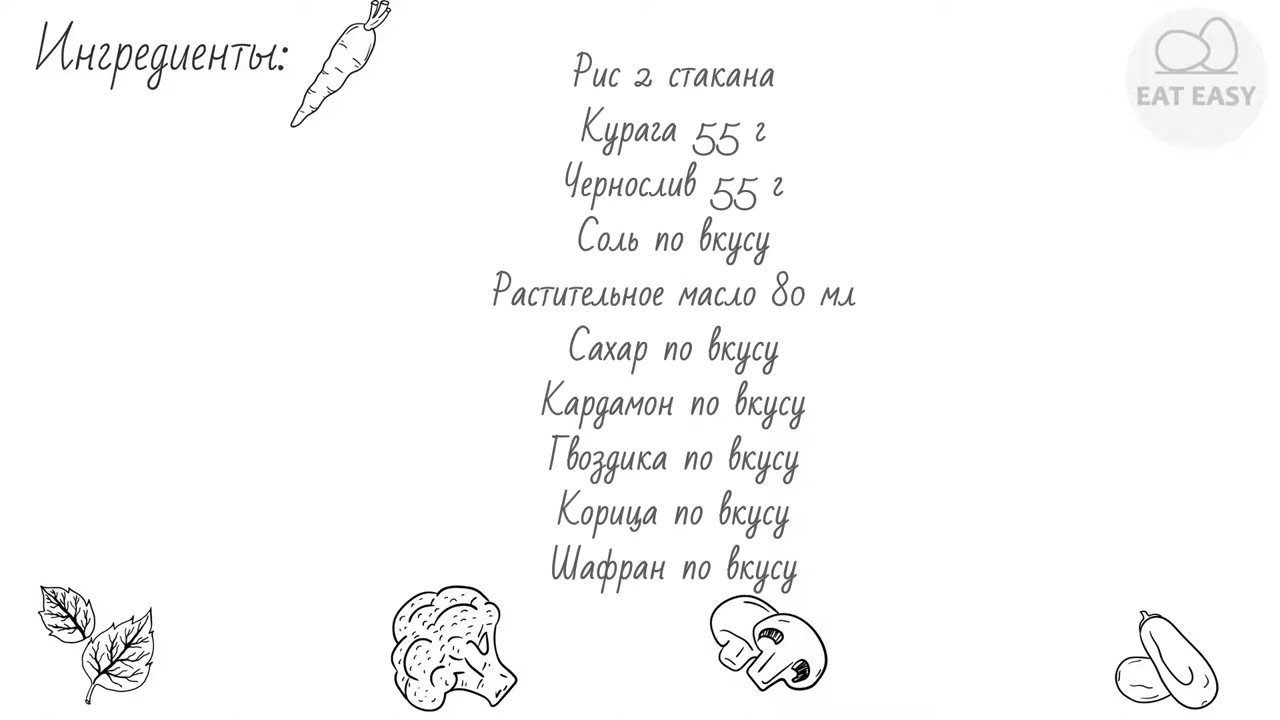 Ингредиенты:
EAT EASY
Рис 2 стакана
Курага 55 г
Чернослив 55 г
Соль по вкусу
Растительное масло 80 мл
Сахар по вкусу
Кардамон по вкусу
Гвоздика по вкусу
Корица по вкусу
Шафран по вкусу